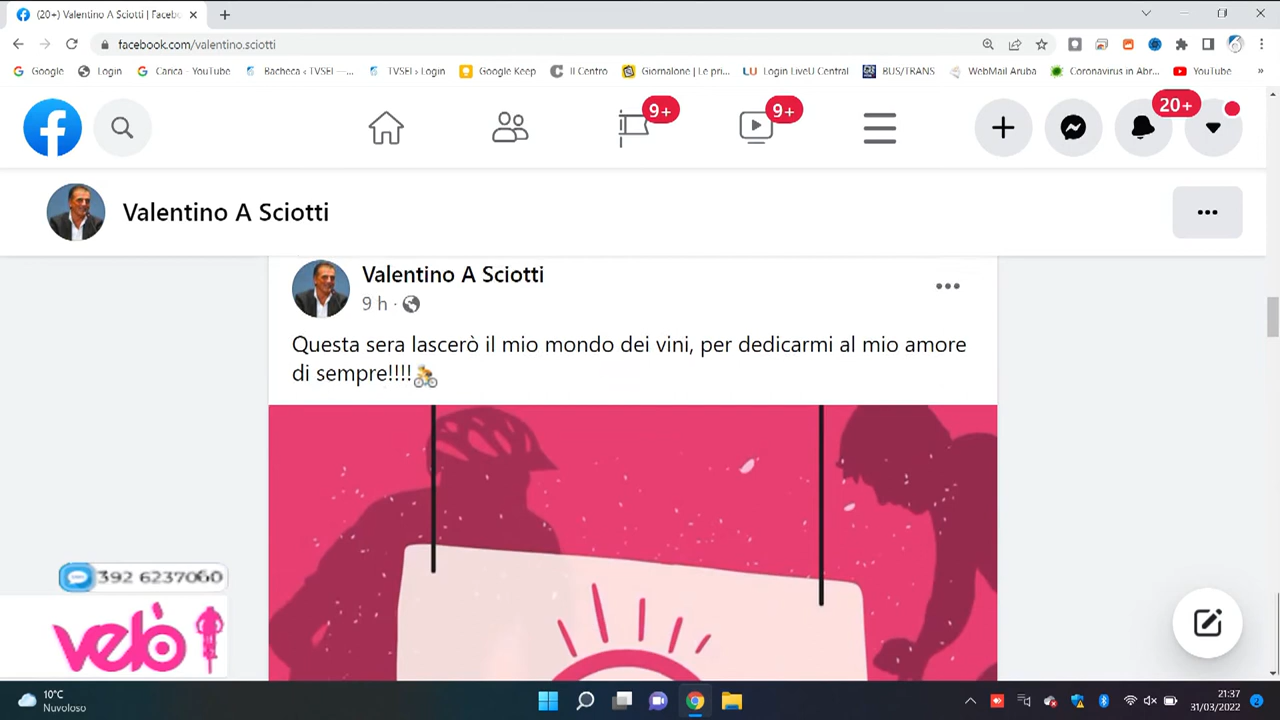 (20+) Valentino A Sciotti | Facebo
facebook.com/valentino.sciotti
Google Login Carica - YouTube Bacheca ‹ TVSEI —... TVSEI › Login Google Keep Il Centro Giornalone | Le pri... LU Login LiveU Central BUS/TRANS WebMail Aruba Coronavirus in Abr... YouTube »
9+ 9+ 20+
Valentino A Sciotti
Valentino A Sciotti
9 h ·
Questa sera lascerò il mio mondo dei vini, per dedicarmi al mio amore
di sempre!!!!🚴
392 6237060
velò
10°C
Nuvoloso
21:37
31/03/2022
2